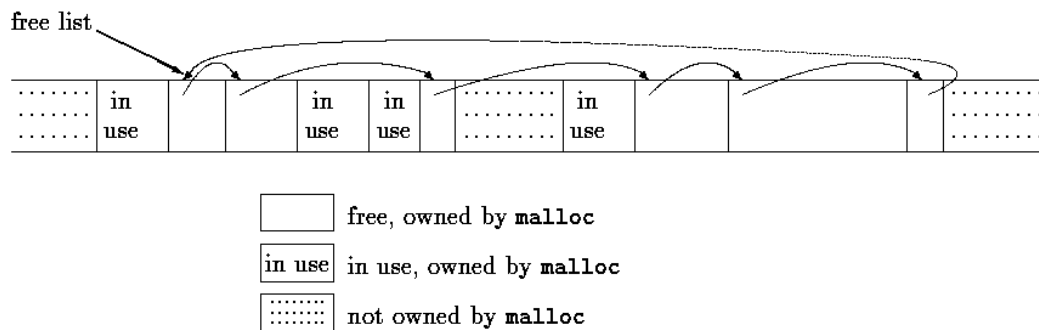 free list
in use
in use
in use
in use
free, owned by malloc
in use
in use, owned by malloc
not owned by malloc